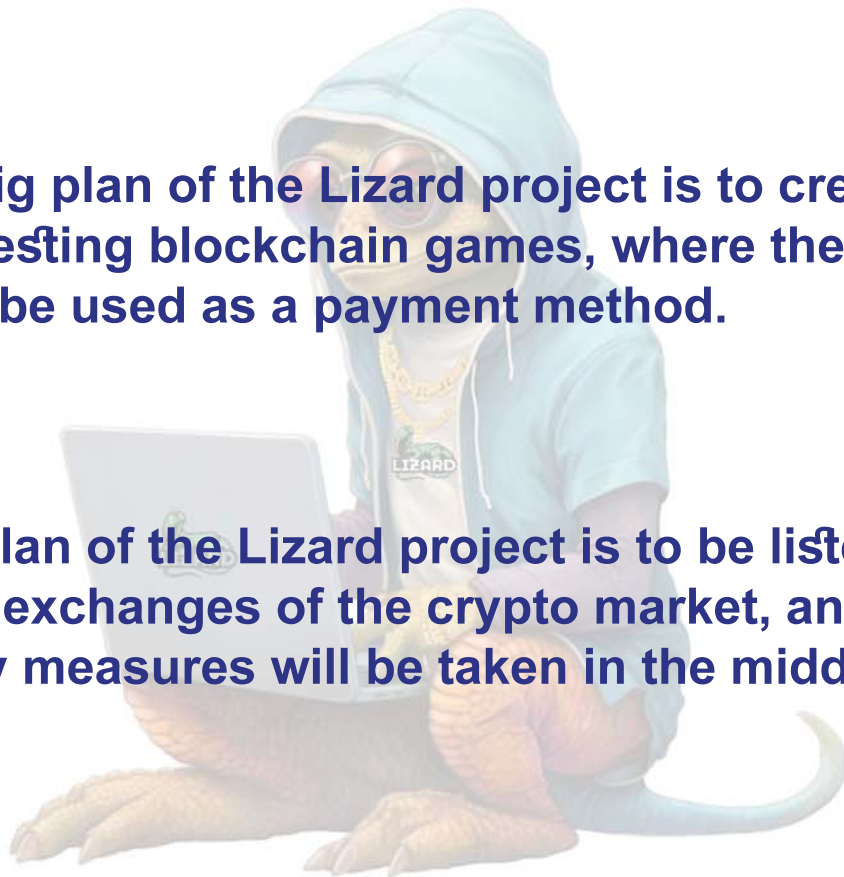 ig plan of the Lizard project is to cre
esting blockchain games, where the
be used as a payment method.
LIZARD
lan of the Lizard project is to be list
exchanges of the crypto market, an
y measures will be taken in the midd